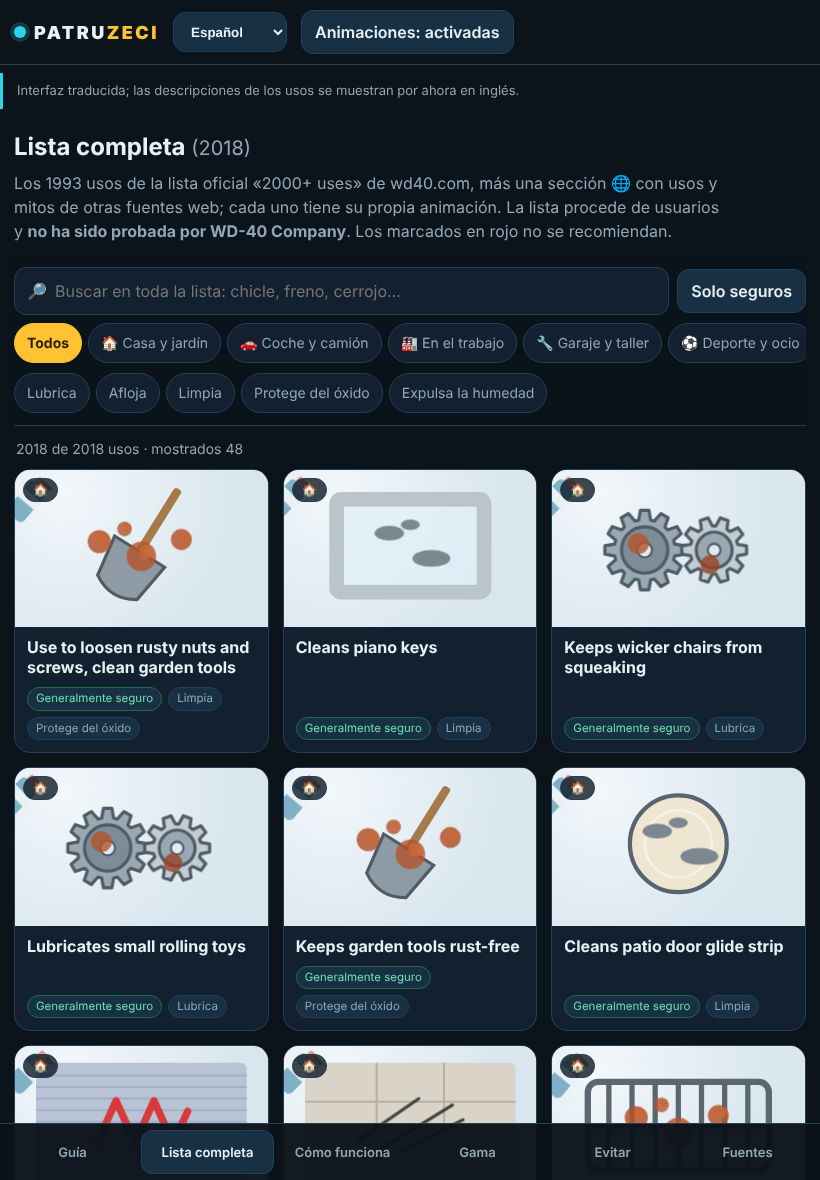 PATRUZECI
Español
Animaciones: activadas
Interfaz traducida; las descripciones de los usos se muestran por ahora en inglés.
Lista completa (2018)
Los 1993 usos de la lista oficial «2000+ uses» de wd40.com, más una sección 🌐 con usos y
mitos de otras fuentes web; cada uno tiene su propia animación. La lista procede de usuarios
y no ha sido probada por WD-40 Company. Los marcados en rojo no se recomiendan.
🔎 Buscar en toda la lista: chicle, freno, cerrojo...
Solo seguros
Todos
🏠 Casa y jardín
🚗 Coche y camión
🏭 En el trabajo
🔧 Garaje y taller
⚽ Deporte y ocio
Lubrica
Afloja
Limpia
Protege del óxido
Expulsa la humedad
2018 de 2018 usos · mostrados 48
Use to loosen rusty nuts and
screws, clean garden tools
Generalmente seguro
Limpia
Protege del óxido
Cleans piano keys
Generalmente seguro
Limpia
Keeps wicker chairs from
squeaking
Generalmente seguro
Lubrica
Lubricates small rolling toys
Generalmente seguro
Lubrica
Keeps garden tools rust-free
Generalmente seguro
Protege del óxido
Cleans patio door glide strip
Generalmente seguro
Limpia
Guía
Lista completa
Cómo funciona
Gama
Evitar
Fuentes